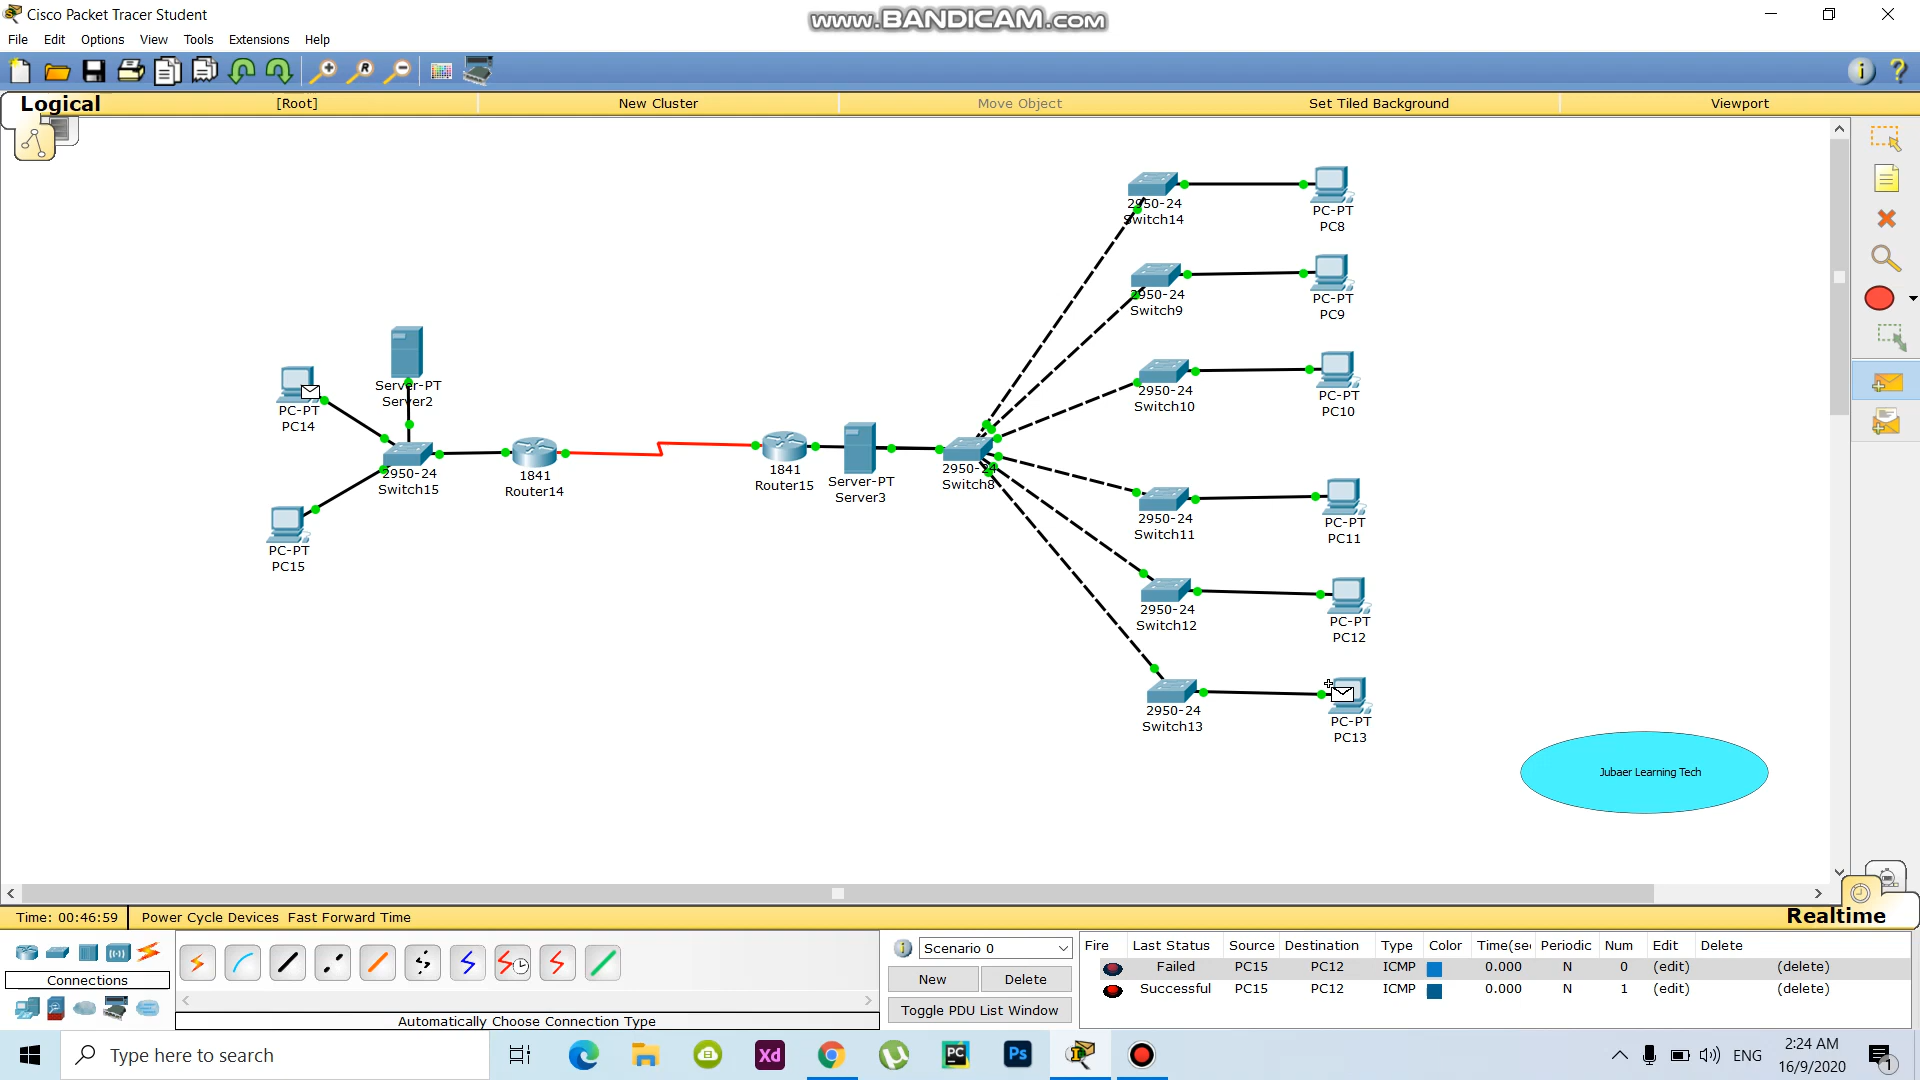 Cisco Packet Tracer Student
www.BANDICAM.com
File Edit Options View Tools Extensions Help
Logical [Root] New Cluster Move Object Set Tiled Background Viewport
2950-24
Switch14
PC-PT
PC8
2950-24
Switch9
PC-PT
PC9
2950-24
Switch10
PC-PT
PC10
Server-PT
Server2
PC-PT
PC14
2950-24
Switch15
1841
Router14
1841
Router15
Server-PT
Server3
2950-24
Switch8
PC-PT
PC15
2950-24
Switch11
PC-PT
PC11
2950-24
Switch12
PC-PT
PC12
2950-24
Switch13
PC-PT
PC13
Jubaer Learning Tech
Time: 00:46:59 Power Cycle Devices Fast Forward Time Realtime
Connections
Automatically Choose Connection Type
Scenario 0
New Delete
Toggle PDU List Window
Fire Last Status Source Destination Type Color Time(sec Periodic Num Edit Delete
Failed PC15 PC12 ICMP 0.000 N 0 (edit) (delete)
Successful PC15 PC12 ICMP 0.000 N 1 (edit) (delete)
Type here to search
ENG
2:24 AM
16/9/2020
1